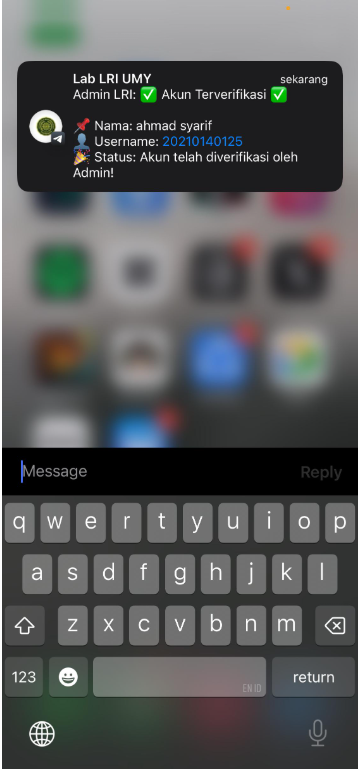 Lab LRI UMY
sekarang
Admin LRI: ✅ Akun Terverifikasi ✅
📌 Nama: ahmad syarif
👤 Username: 20210140125
🎉 Status: Akun telah diverifikasi oleh
Admin!
Message
Reply
q w e r t y u i o p
a s d f g h j k l
z x c v b n m
123
EN ID
return